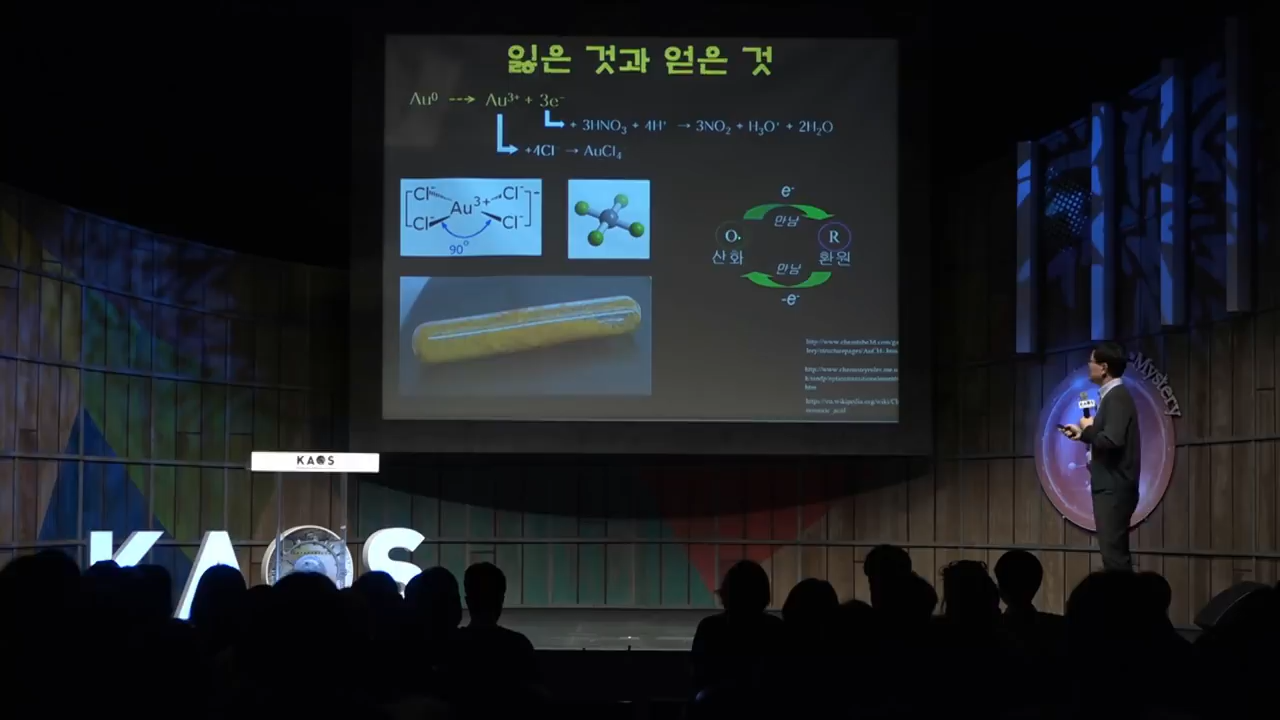 잃은 것과 얻은 것
Au⁰ --→ Au³⁺ + 3e⁻
+ 3HNO₃ + 4H⁺ → 3NO₂ + H₃O⁺ + 2H₂O
+4Cl⁻ → AuCl₄
Cl⁻ Au³⁺ Cl⁻ -
Cl⁻ Cl⁻
90°
e⁻
만남
O· R
산화 환원
만남
-e⁻
KAOS
KAOS
KAOS
Mystery